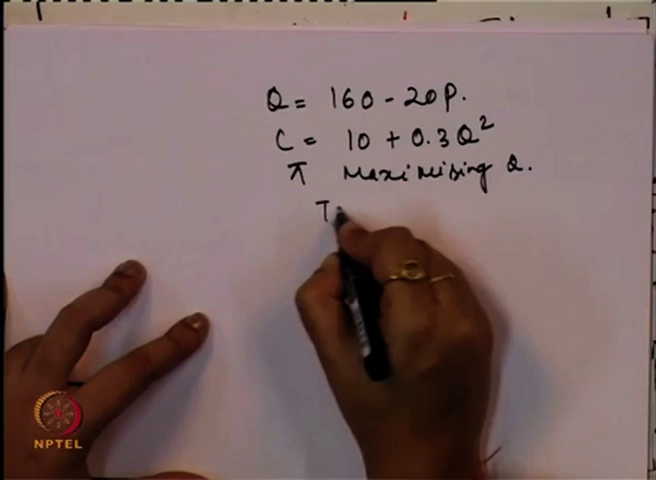 Q = 160 - 20P.
C = 10 + 0.3Q²
π Maximising Q.
T
NPTEL